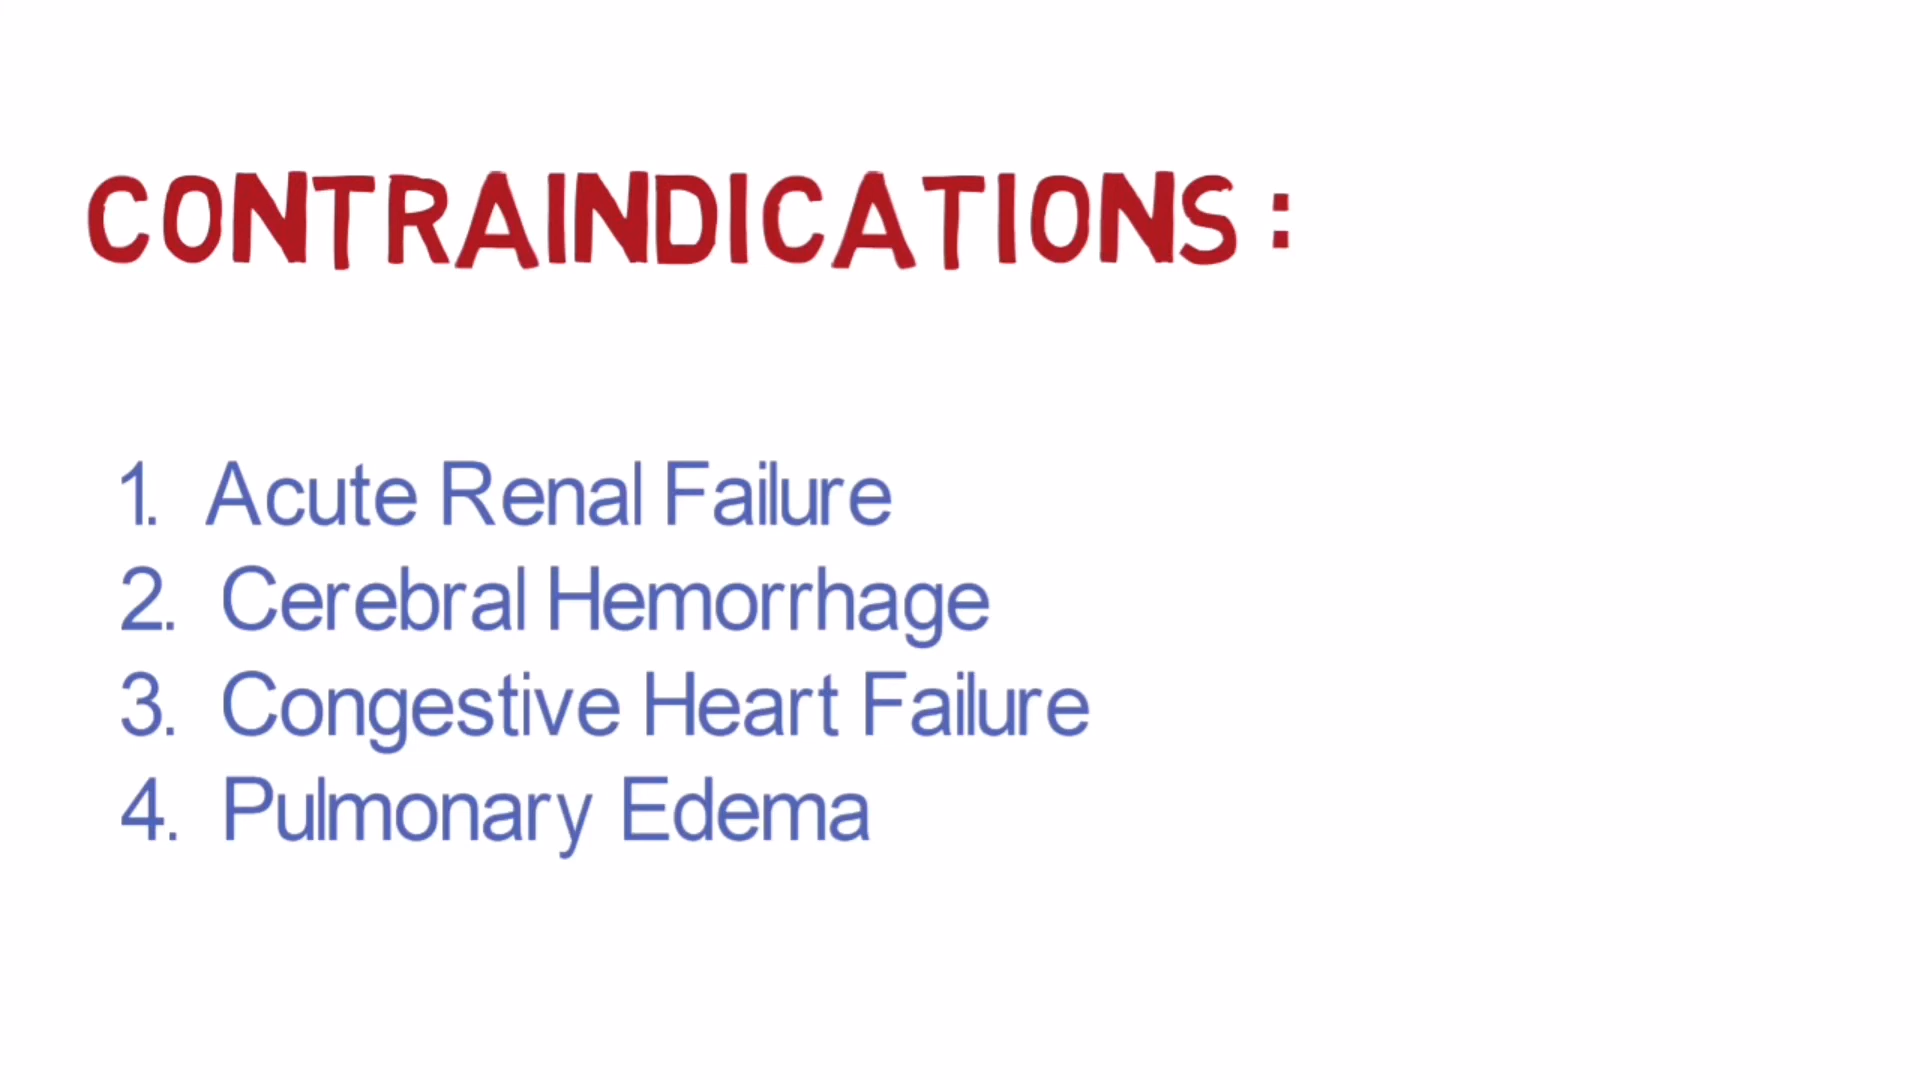 CONTRAINDICATIONS :
1. Acute Renal Failure
2. Cerebral Hemorrhage
3. Congestive Heart Failure
4. Pulmonary Edema